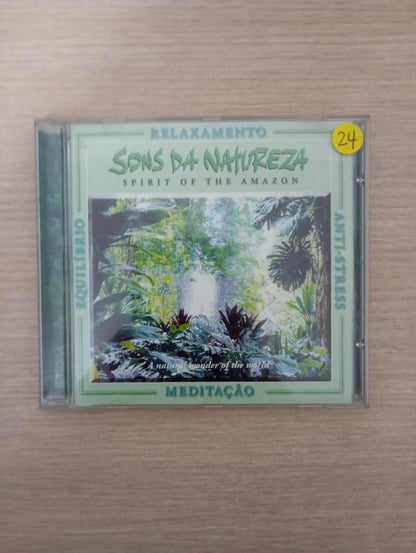 RELAXAMENTO
24
SONS DA NATUREZA
SPIRIT OF THE AMAZON
EQUILÍBRIO
ANTI-STRESS
A natural wonder of the world
MEDITAÇÃO